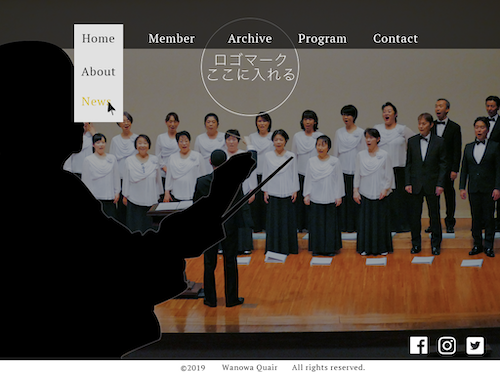 Home Member Archive Program Contact
ロゴマーク
ここに入れる
About
News
©2019 Wanowa Quair All rights reserved.